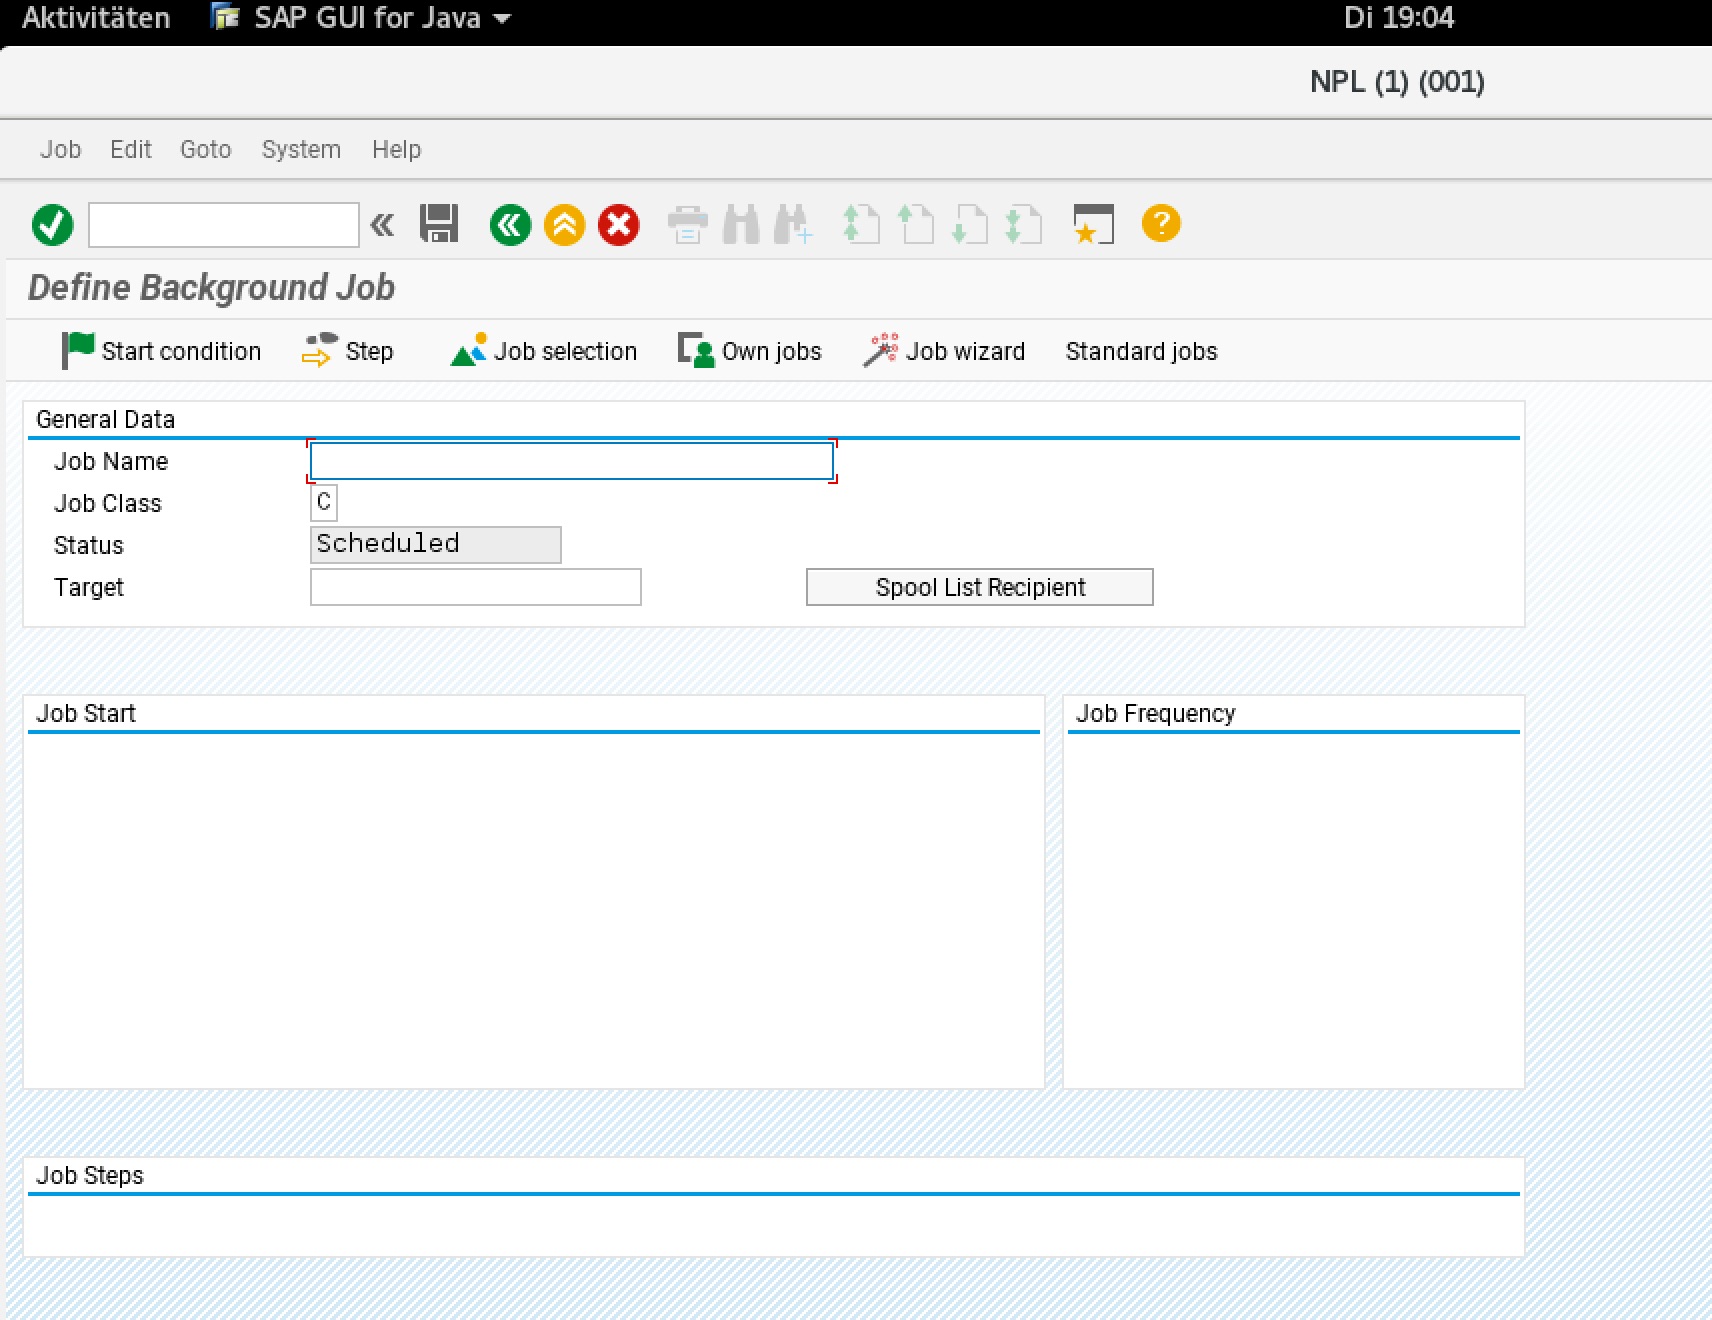 Aktivitäten SAP GUI for Java Di 19:04
NPL (1) (001)
Job Edit Goto System Help
Define Background Job
Start condition Step Job selection Own jobs Job wizard Standard jobs
General Data
Job Name
Job Class C
Status Scheduled
Target Spool List Recipient
Job Start Job Frequency
Job Steps